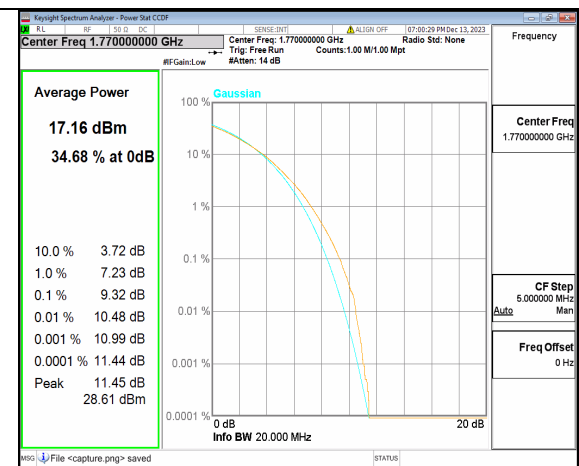 Keysight Spectrum Analyzer - Power Stat CCDF
RL RF 50 Ω DC SENSE:INT ALIGN OFF 07:00:29 PM Dec 13, 2023
Center Freq 1.770000000 GHz
Center Freq: 1.770000000 GHz Radio Std: None
Trig: Free Run Counts:1.00 M/1.00 Mpt
#IFGain:Low #Atten: 14 dB
Frequency
Average Power
17.16 dBm
34.68 % at 0dB
10.0 % 3.72 dB
1.0 % 7.23 dB
0.1 % 9.32 dB
0.01 % 10.48 dB
0.001 % 10.99 dB
0.0001 % 11.44 dB
Peak 11.45 dB
28.61 dBm
Gaussian
100 %
10 %
1 %
0.1 %
0.01 %
0.001 %
0.0001 %
0 dB 20 dB
Info BW 20.000 MHz
Center Freq
1.770000000 GHz
CF Step
5.000000 MHz
Auto Man
Freq Offset
0 Hz
MSG File <capture.png> saved STATUS